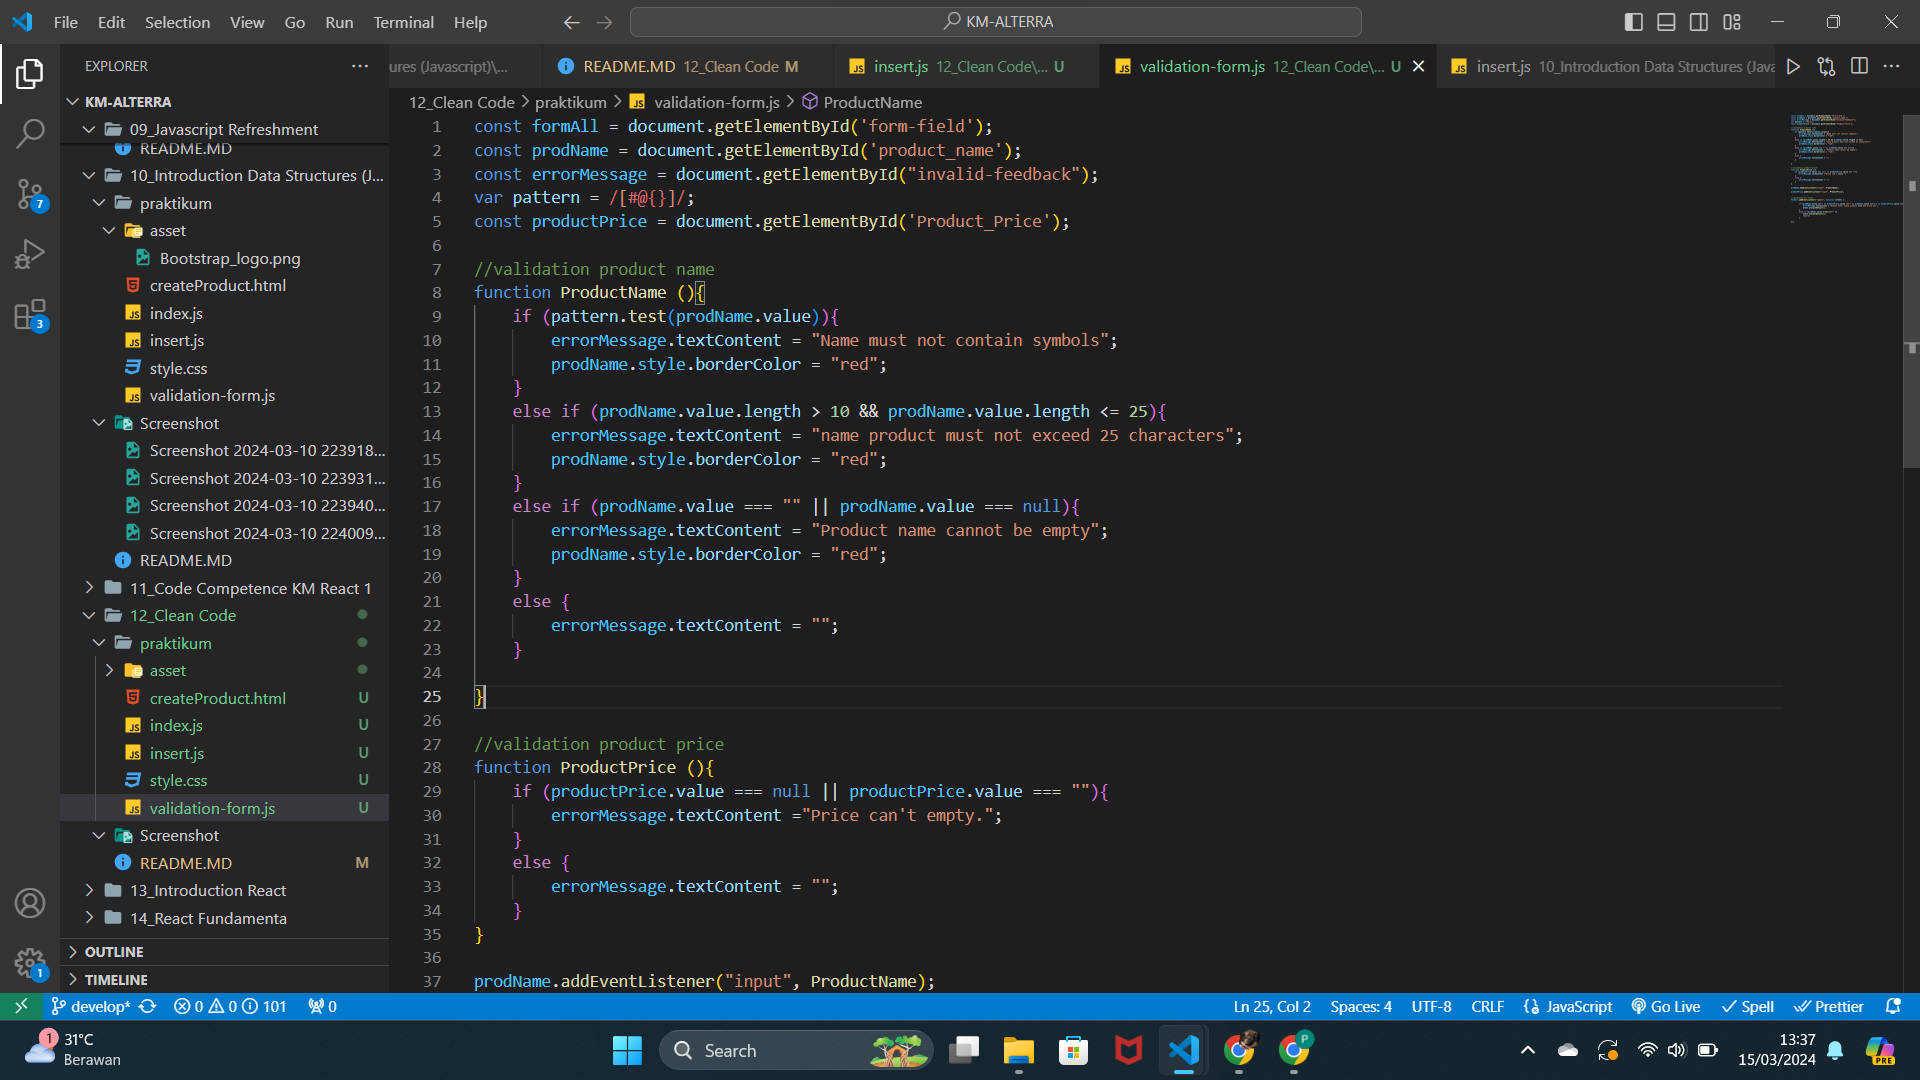 File Edit Selection View Go Run Terminal Help
KM-ALTERRA
EXPLORER
ures (Javascript)\...
README.MD 12_Clean Code M
insert.js 12_Clean Code\... U
validation-form.js 12_Clean Code\... U
insert.js 10_Introduction Data Structures (Java
KM-ALTERRA
09_Javascript Refreshment
README.MD
10_Introduction Data Structures (J...
praktikum
asset
Bootstrap_logo.png
createProduct.html
index.js
insert.js
style.css
validation-form.js
Screenshot
Screenshot 2024-03-10 223918...
Screenshot 2024-03-10 223931...
Screenshot 2024-03-10 223940...
Screenshot 2024-03-10 224009...
README.MD
11_Code Competence KM React 1
12_Clean Code
praktikum
asset
createProduct.html U
index.js U
insert.js U
style.css U
validation-form.js U
Screenshot
README.MD M
13_Introduction React
14_React Fundamenta
OUTLINE
TIMELINE
7
3
1
12_Clean Code > praktikum > validation-form.js > ProductName
1 const formAll = document.getElementById('form-field');
2 const prodName = document.getElementById('product_name');
3 const errorMessage = document.getElementById("invalid-feedback");
4 var pattern = /[#@{}]/;
5 const productPrice = document.getElementById('Product_Price');
6
7 //validation product name
8 function ProductName (){
9 if (pattern.test(prodName.value)){
10 errorMessage.textContent = "Name must not contain symbols";
11 prodName.style.borderColor = "red";
12 }
13 else if (prodName.value.length > 10 && prodName.value.length <= 25){
14 errorMessage.textContent = "name product must not exceed 25 characters";
15 prodName.style.borderColor = "red";
16 }
17 else if (prodName.value === "" || prodName.value === null){
18 errorMessage.textContent = "Product name cannot be empty";
19 prodName.style.borderColor = "red";
20 }
21 else {
22 errorMessage.textContent = "";
23 }
24
25 }
26
27 //validation product price
28 function ProductPrice (){
29 if (productPrice.value === null || productPrice.value === ""){
30 errorMessage.textContent ="Price can't empty.";
31 }
32 else {
33 errorMessage.textContent = "";
34 }
35 }
36
37 prodName.addEventListener("input", ProductName);
develop* 0 0 101 0
Ln 25, Col 2 Spaces: 4 UTF-8 CRLF JavaScript Go Live Spell Prettier
1
31°C
Berawan
Search
P
13:37
15/03/2024
PRE